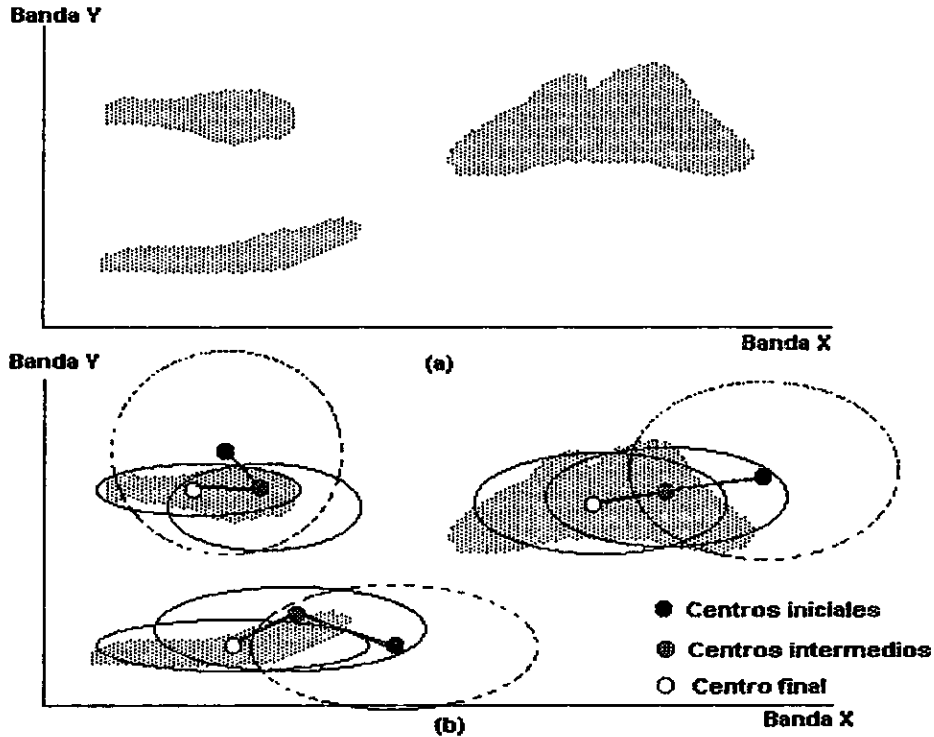 Banda Y
Banda X
(a)
Banda Y
Centros iniciales
Centros intermedios
Centro final
Banda X
(b)